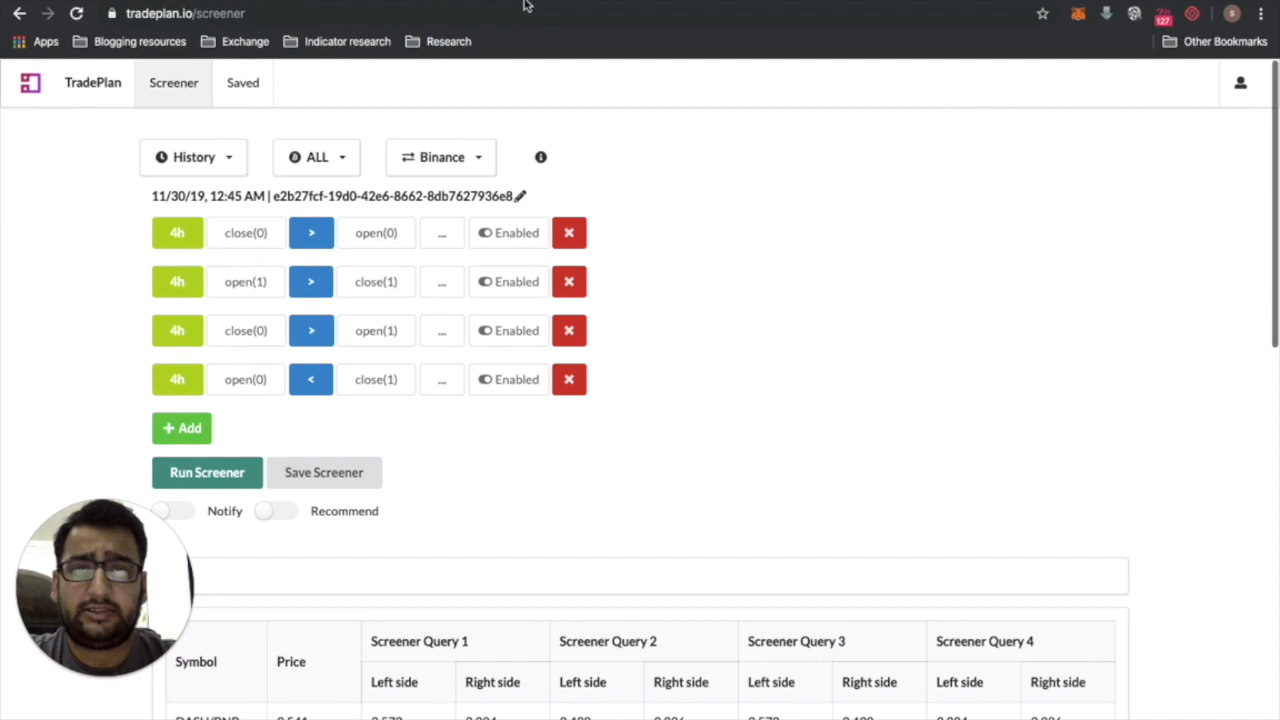 tradeplan.io/screener
127
S
Apps Blogging resources Exchange Indicator research Research Other Bookmarks
TradePlan Screener Saved
History ALL Binance
11/30/19, 12:45 AM | e2b27fcf-19d0-42e6-8662-8db7627936e8
4h close(0) > open(0) ... Enabled
4h open(1) > close(1) ... Enabled
4h close(0) > open(1) ... Enabled
4h open(0) < close(1) ... Enabled
+ Add
Run Screener Save Screener
Notify Recommend
Symbol Price Screener Query 1 Screener Query 2 Screener Query 3 Screener Query 4
Left side Right side Left side Right side Left side Right side Left side Right side